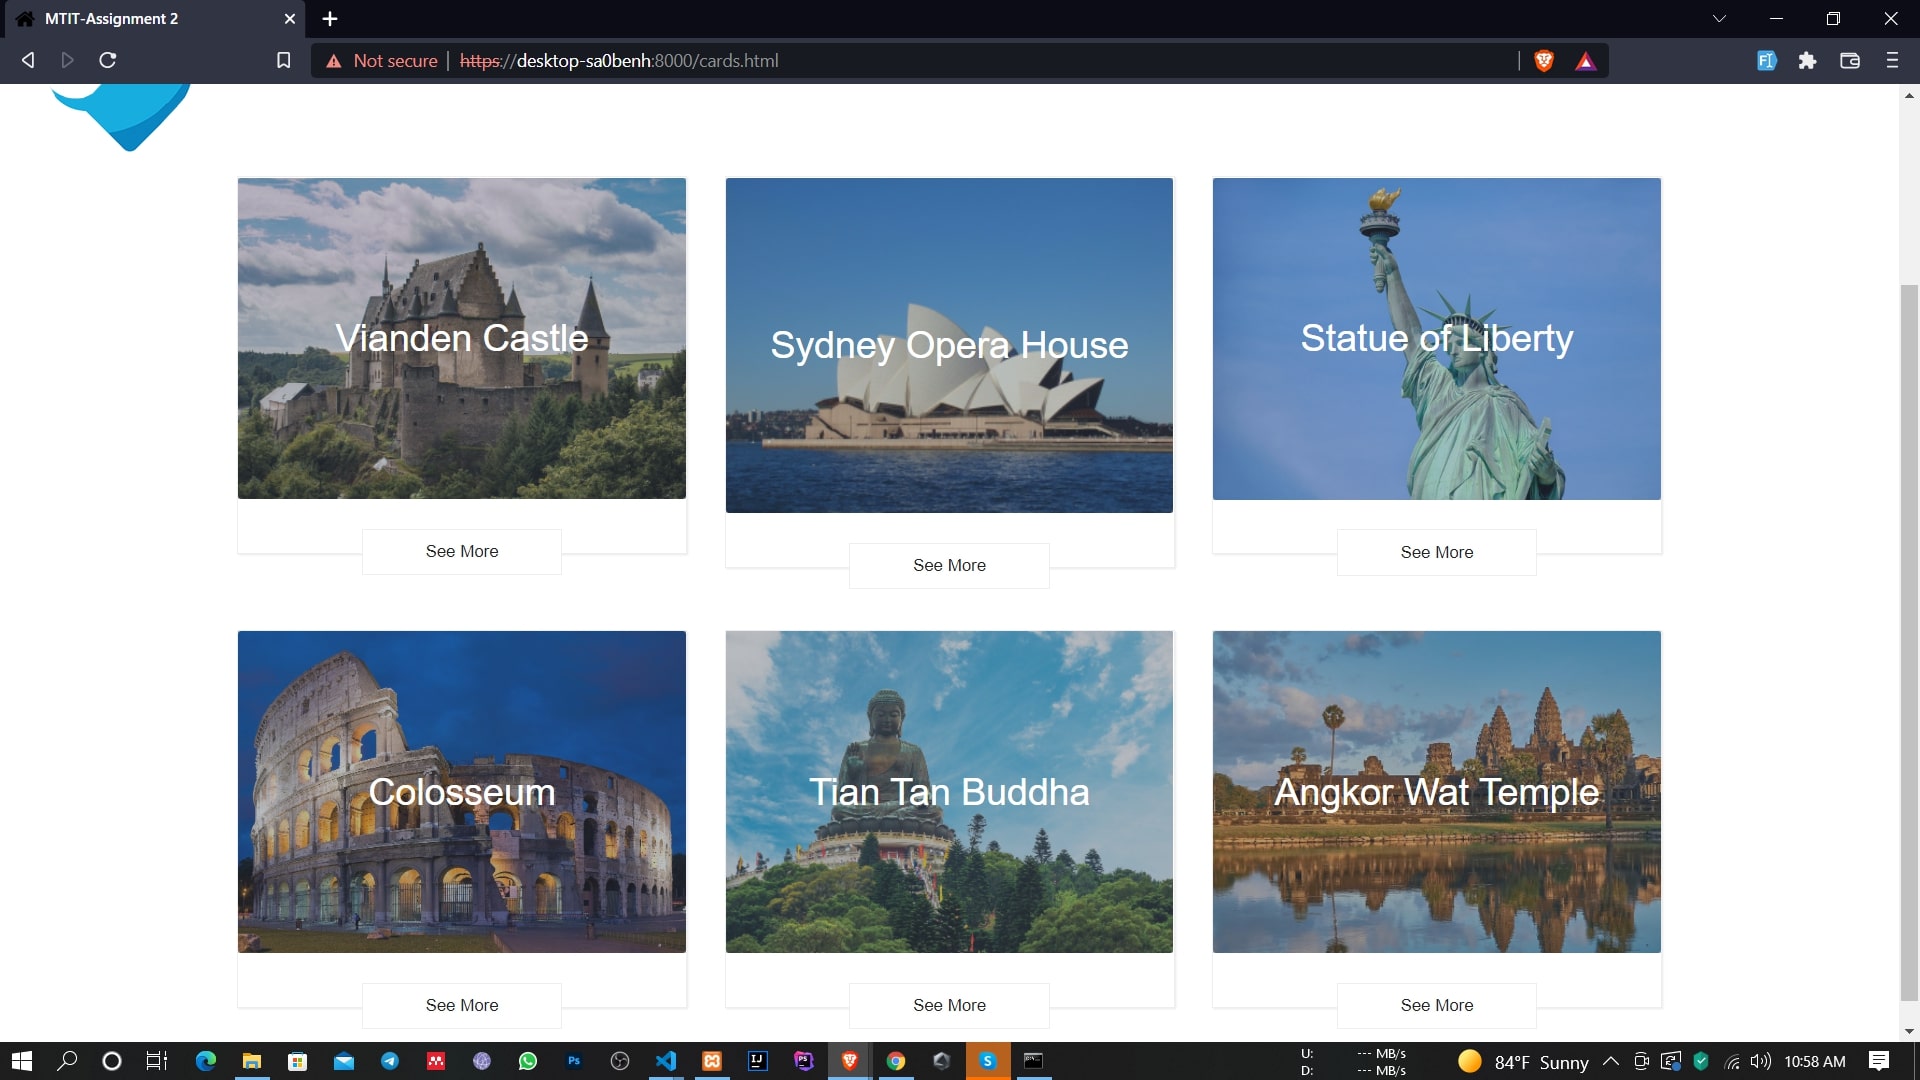 MTIT-Assignment 2
Not secure https://desktop-sa0benh:8000/cards.html
Vianden Castle
Sydney Opera House
Statue of Liberty
See More
See More
See More
Colosseum
Tian Tan Buddha
Angkor Wat Temple
See More
See More
See More
U: --- MB/s
D: --- MB/s
84°F Sunny
10:58 AM